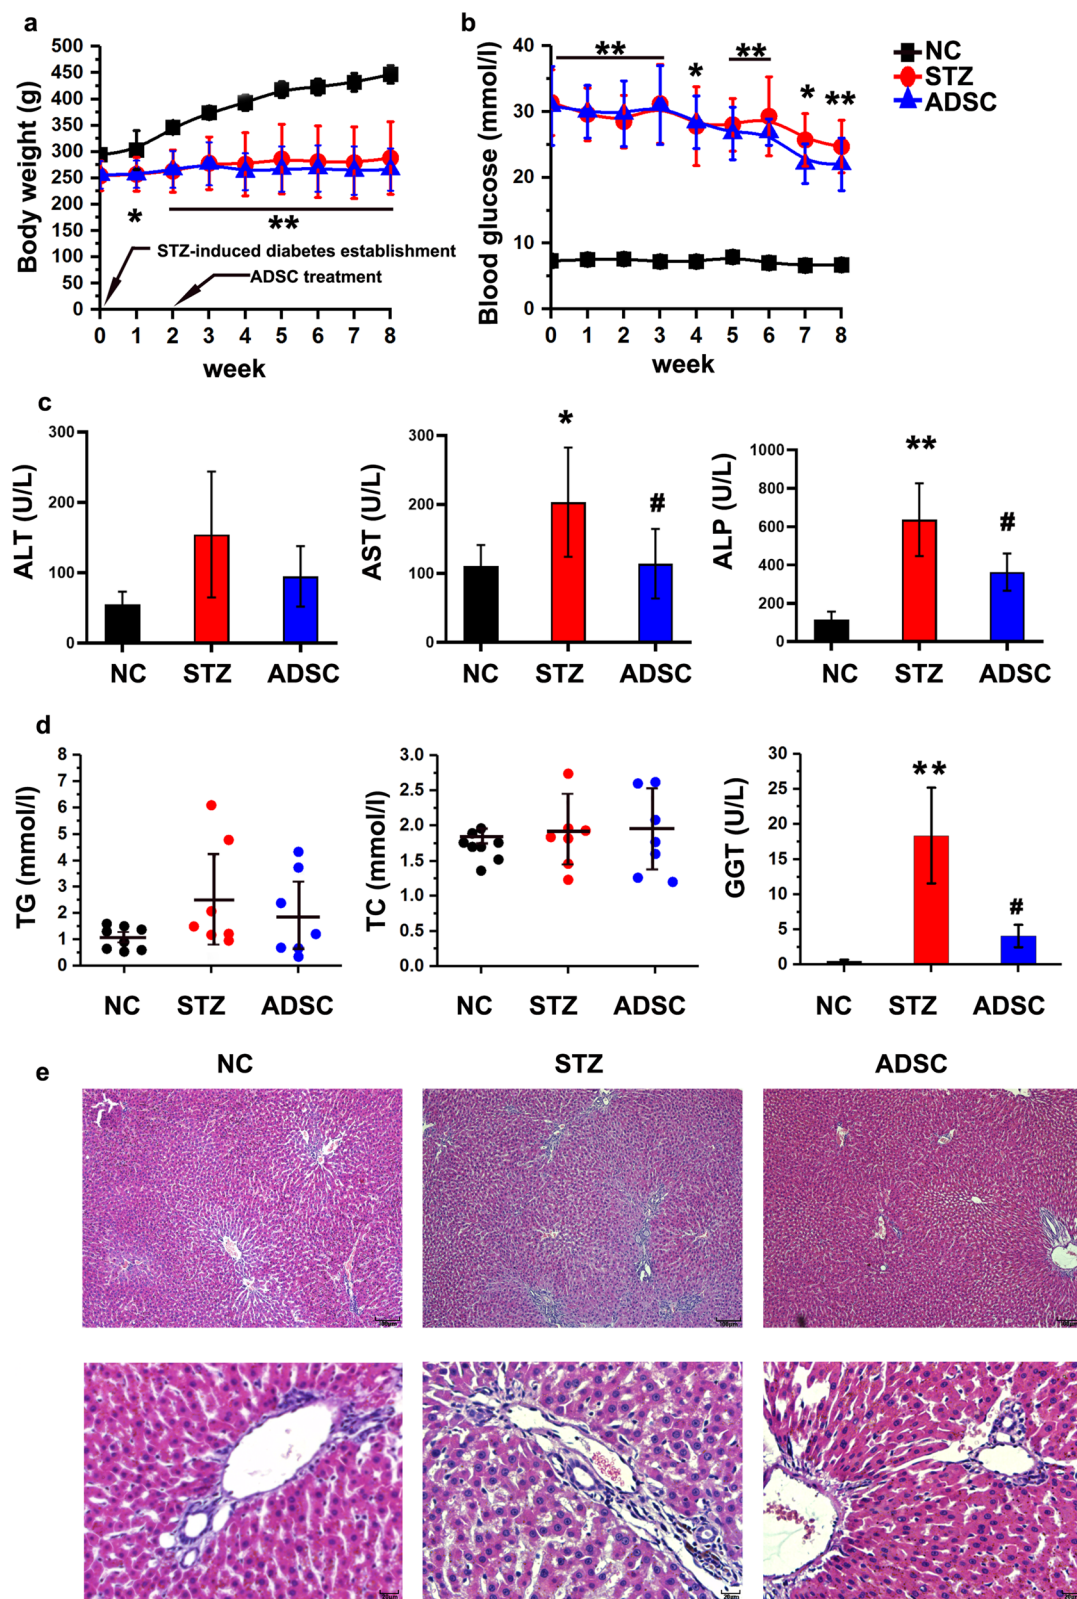 a
Body weight (g)
500
450
400
350
300
250
200
150
100
50
0
*
**
STZ-induced diabetes establishment
ADSC treatment
0 1 2 3 4 5 6 7 8
week
b
Blood glucose (mmol/l)
40
30
20
10
0
**
*
**
*
**
0 1 2 3 4 5 6 7 8
week
NC
STZ
ADSC
c
ALT (U/L)
300
200
100
0
NC STZ ADSC
AST (U/L)
300
200
100
0
*
#
NC STZ ADSC
ALP (U/L)
1000
800
600
400
200
0
**
#
NC STZ ADSC
d
TG (mmol/l)
8
7
6
5
4
3
2
1
0
NC STZ ADSC
TC (mmol/l)
3.0
2.5
2.0
1.5
1.0
0.5
0.0
NC STZ ADSC
GGT (U/L)
30
25
20
15
10
5
0
**
#
NC STZ ADSC
e
NC STZ ADSC